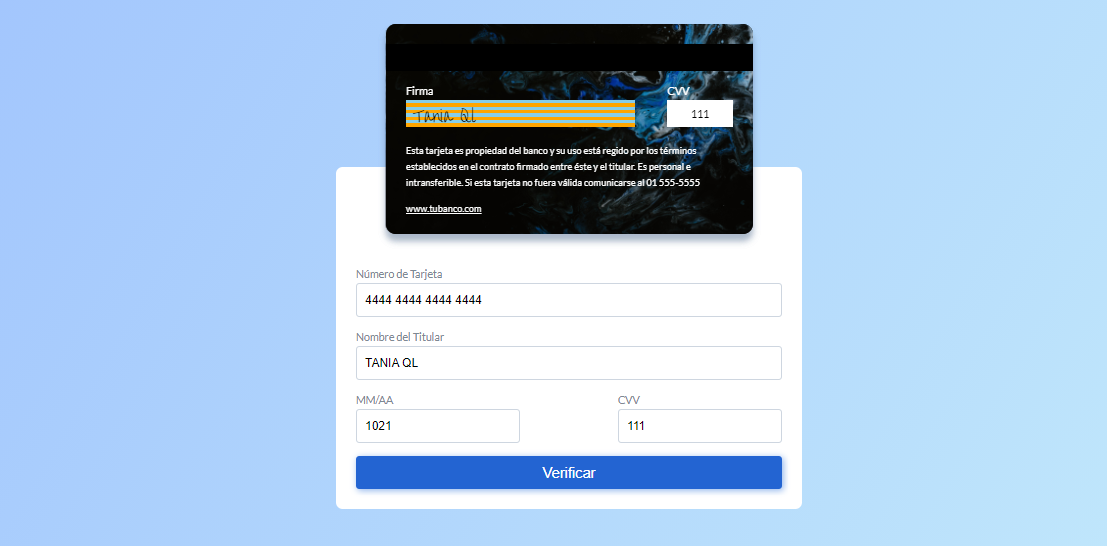 Firma CVV
Tania QL 111
Esta tarjeta es propiedad del banco y su uso está regido por los términos
establecidos en el contrato firmado entre éste y el titular. Es personal e
intransferible. Si esta tarjeta no fuera válida comunicarse al 01 555-5555
www.tubanco.com
Número de Tarjeta
4444 4444 4444 4444
Nombre del Titular
TANIA QL
MM/AA CVV
1021 111
Verificar